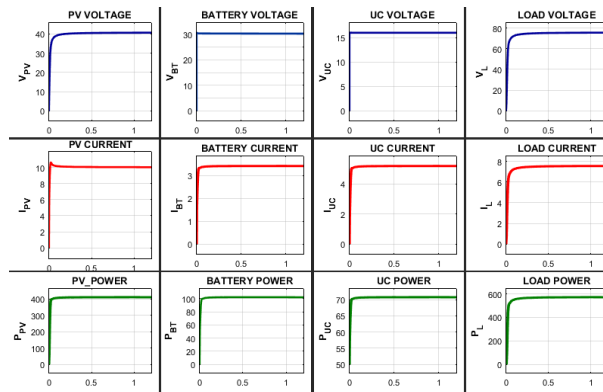 PV VOLTAGE
40
30
20
10
0
V_PV
0 0.5 1
BATTERY VOLTAGE
30
20
10
0
V_BT
0 0.5 1
UC VOLTAGE
15
10
5
0
V_UC
0 0.5 1
LOAD VOLTAGE
80
60
40
20
0
V_L
0 0.5 1
PV CURRENT
10
8
6
4
2
0
I_PV
0 0.5 1
BATTERY CURRENT
3
2
1
0
I_BT
0 0.5 1
UC CURRENT
4
2
0
I_UC
0 0.5 1
LOAD CURRENT
8
6
4
2
0
I_L
0 0.5 1
PV_POWER
400
300
200
100
0
P_PV
0 0.5 1
BATTERY POWER
100
80
60
40
20
0
P_BT
0 0.5 1
UC POWER
70
65
60
55
50
P_UC
0 0.5 1
LOAD POWER
600
400
200
0
P_L
0 0.5 1